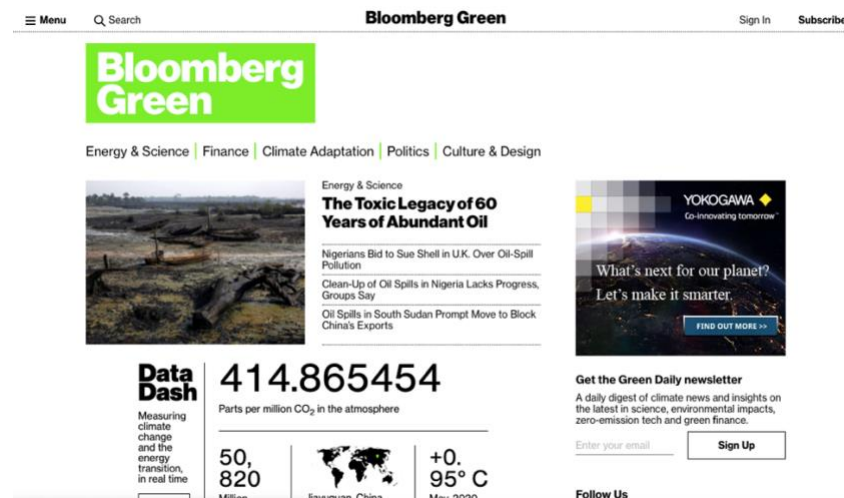 Menu
Search
Bloomberg Green
Sign In
Subscribe
Bloomberg
Green
Energy & Science
Finance
Climate Adaptation
Politics
Culture & Design
Energy & Science
The Toxic Legacy of 60
Years of Abundant Oil
Nigerians Bid to Sue Shell in U.K. Over Oil-Spill
Pollution
Clean-Up of Oil Spills in Nigeria Lacks Progress,
Groups Say
Oil Spills in South Sudan Prompt Move to Block
China's Exports
YOKOGAWA
Co-innovating tomorrow™
What's next for our planet?
Let's make it smarter.
FIND OUT MORE >>
Data
Dash
Measuring
climate
change
and the
energy
transition,
in real time
414.865454
Parts per million CO2 in the atmosphere
50,
820
Million
Jiayuguan, China
+0.
95° C
May, 2020
Get the Green Daily newsletter
A daily digest of climate news and insights on
the latest in science, environmental impacts,
zero-emission tech and green finance.
Enter your email
Sign Up
Follow Us